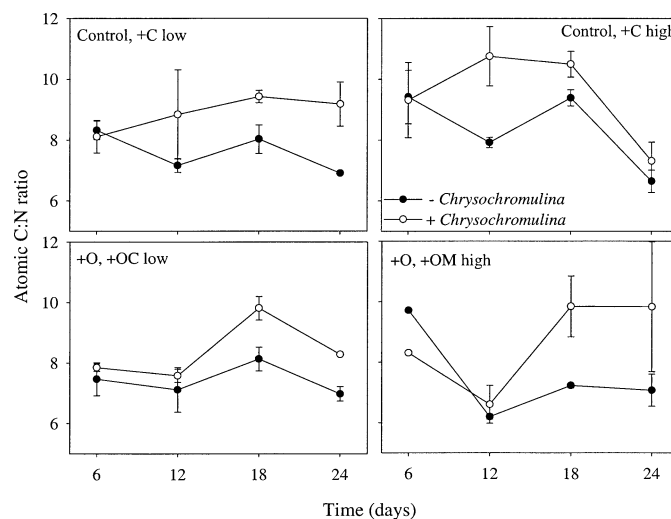 12
Control, +C low
Control, +C high
10
8
6
- Chrysochromulina
+ Chrysochromulina
Atomic C:N ratio
12
+O, +OC low
+O, +OM high
10
8
6
6 12 18 24 6 12 18 24
Time (days)